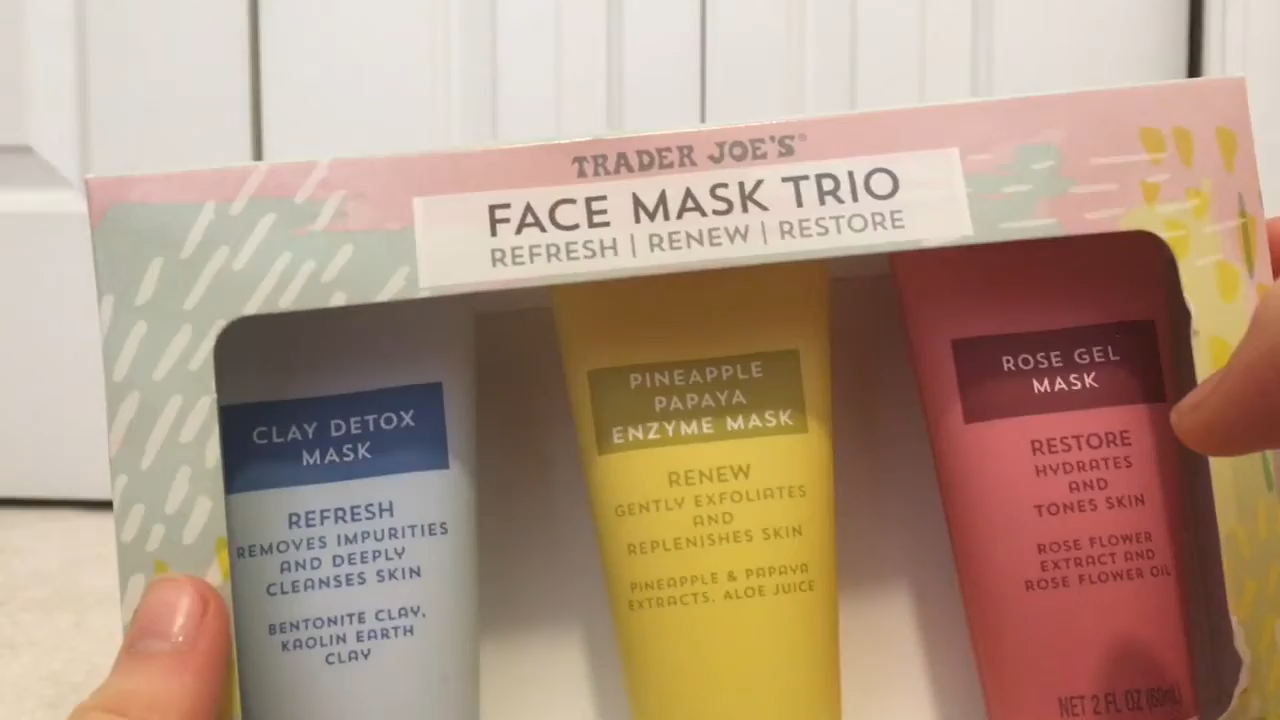 TRADER JOE'S®
FACE MASK TRIO
REFRESH | RENEW | RESTORE
CLAY DETOX
MASK
REFRESH
REMOVES IMPURITIES
AND DEEPLY
CLEANSES SKIN
BENTONITE CLAY,
KAOLIN EARTH
CLAY
PINEAPPLE
PAPAYA
ENZYME MASK
RENEW
GENTLY EXFOLIATES
AND
REPLENISHES SKIN
PINEAPPLE & PAPAYA
EXTRACTS, ALOE JUICE
ROSE GEL
MASK
RESTORE
HYDRATES
AND
TONES SKIN
ROSE FLOWER
EXTRACT AND
ROSE FLOWER OIL
NET 2 FL OZ (60mL)